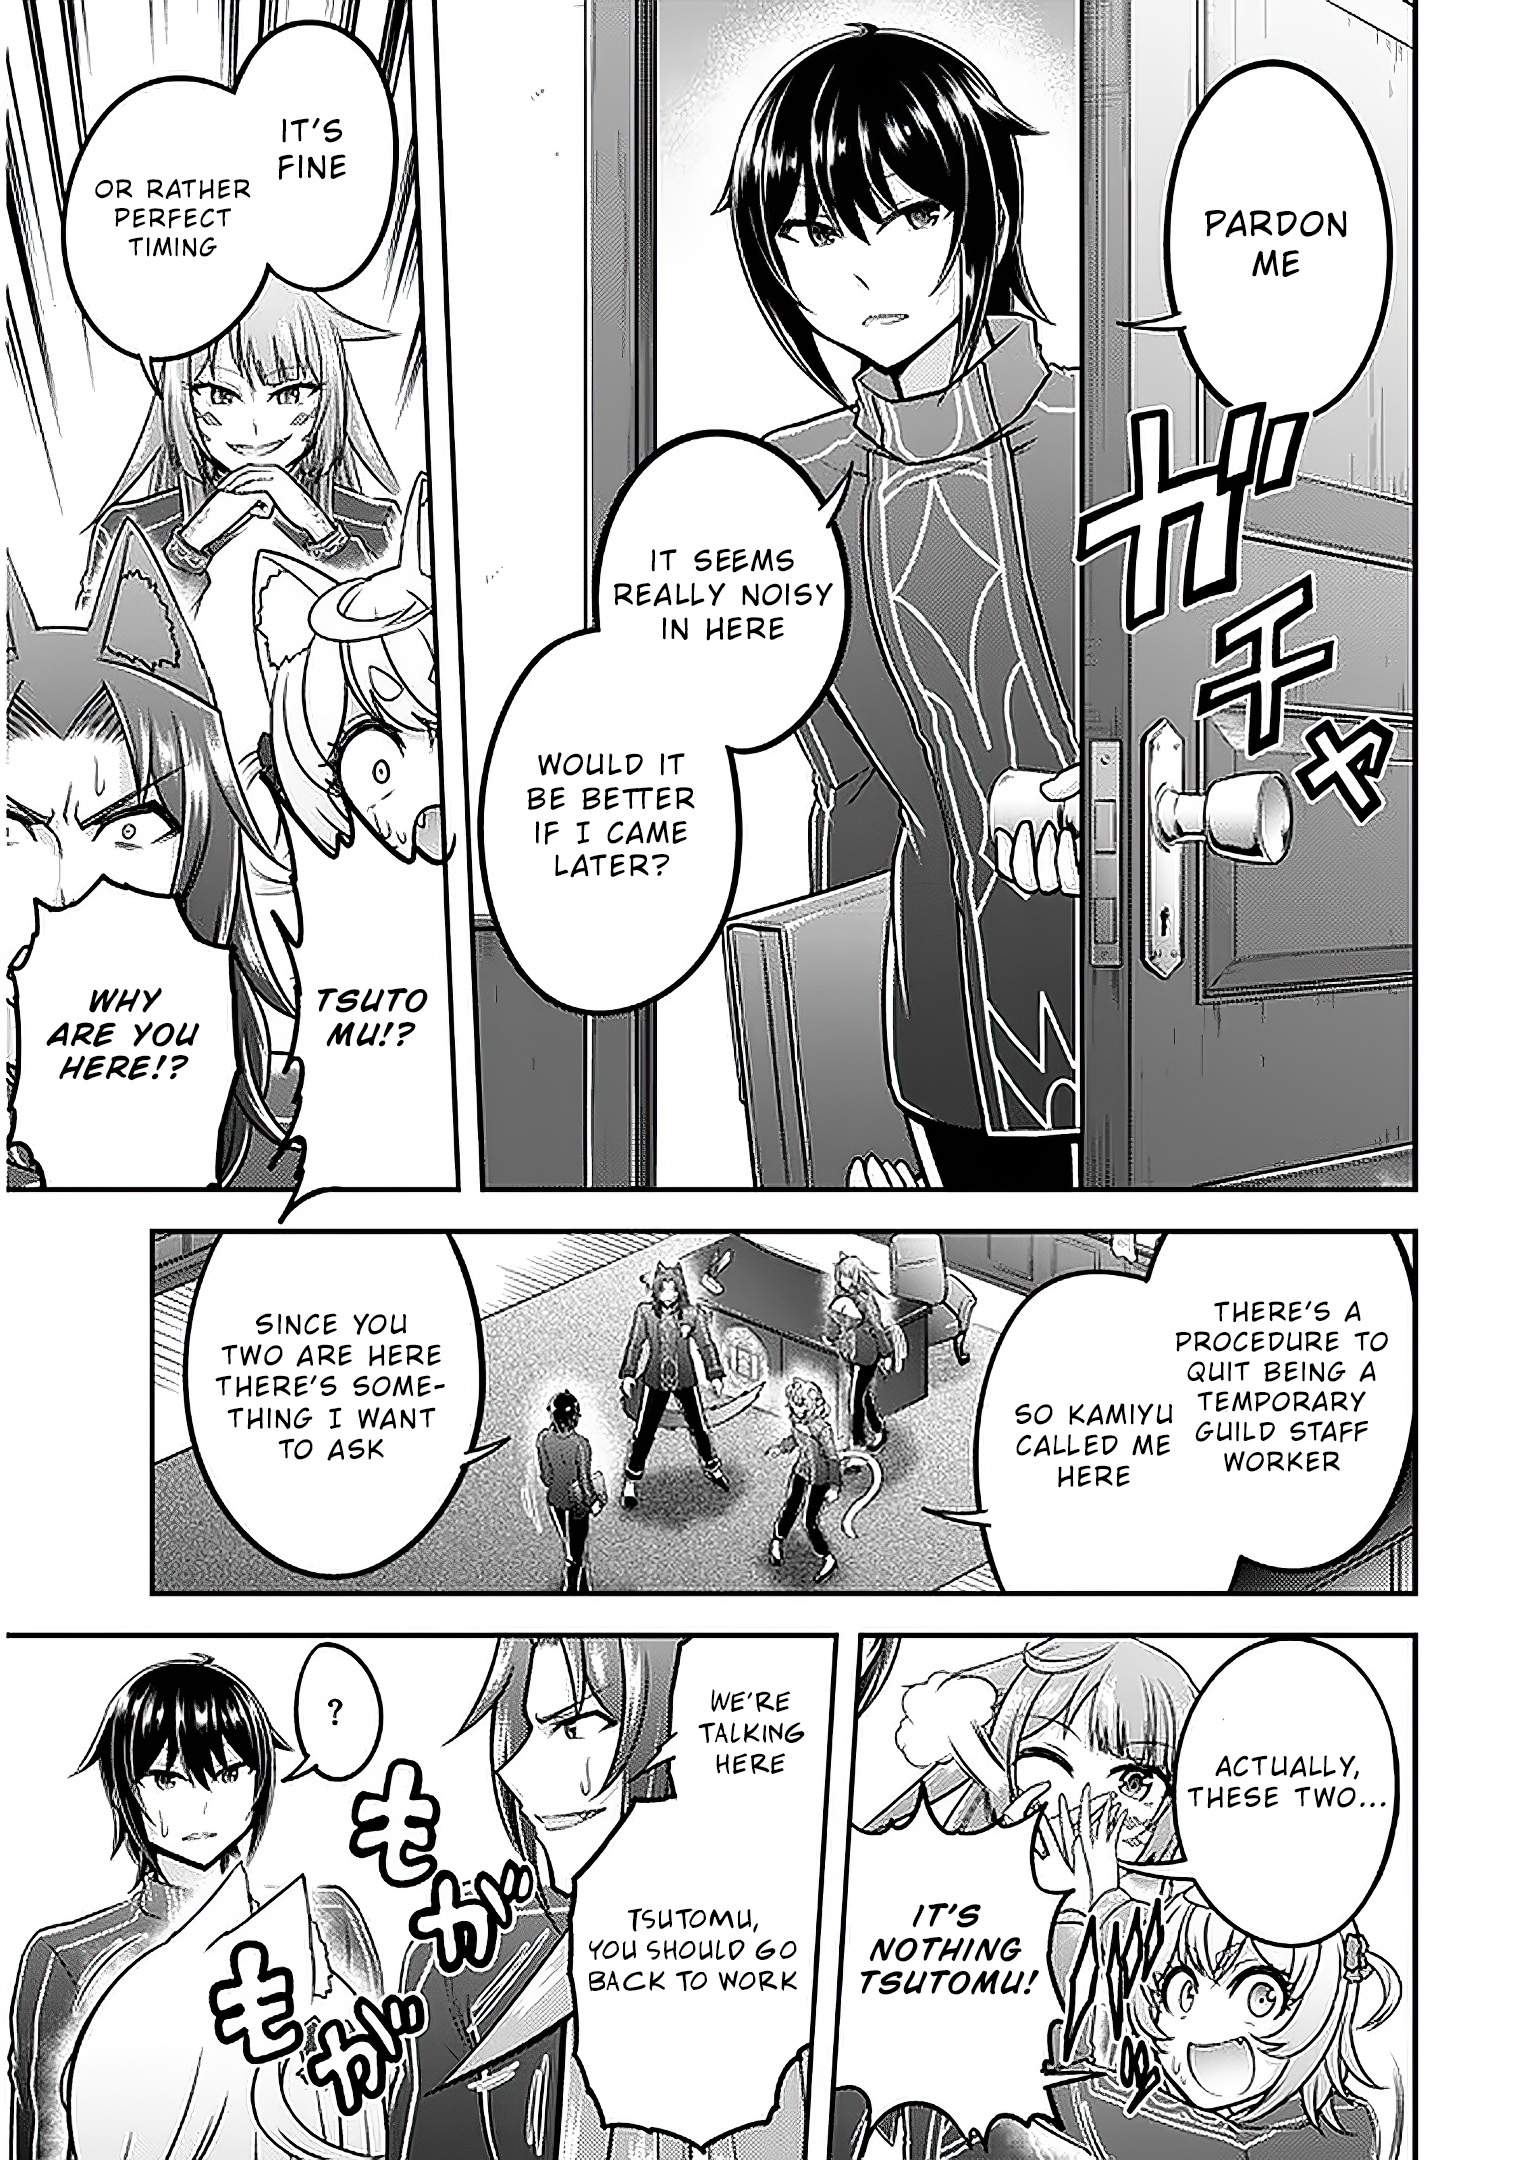 PARDON
ME
ガ
チ
ャ
IT SEEMS
REALLY NOISY
IN HERE
WOULD IT
BE BETTER
IF I CAME
LATER?
IT'S
FINE
OR RATHER
PERFECT
TIMING
TSUTO
MU!?
WHY
ARE YOU
HERE!?
THERE'S A
PROCEDURE TO
QUIT BEING A
TEMPORARY
GUILD STAFF
WORKER
SO KAMIYU
CALLED ME
HERE
SINCE YOU
TWO ARE HERE
THERE'S SOME-
THING I WANT
TO ASK
ACTUALLY,
THESE TWO...
IT'S
NOTHING
TSUTOMU!
WE'RE
TALKING
HERE
TSUTOMU,
YOU SHOULD GO
BACK TO WORK
?
もが
もが